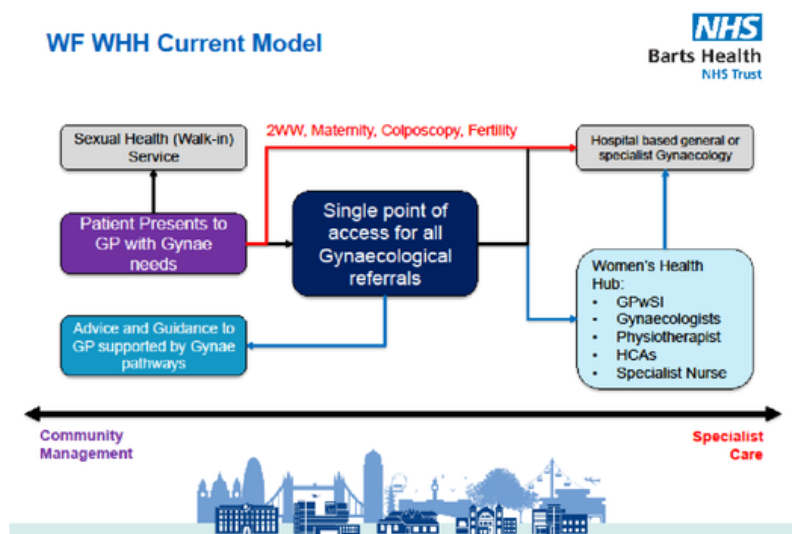 WF WHH Current Model
NHS
Barts Health
NHS Trust
Sexual Health (Walk-in)
Service
2WW, Maternity, Colposcopy, Fertility
Hospital based general or
specialist Gynaecology
Patient Presents to
GP with Gynae
needs
Single point of
access for all
Gynaecological
referrals
Women's Health
Hub:
• GPwSI
• Gynaecologists
• Physiotherapist
• HCAs
• Specialist Nurse
Advice and Guidance to
GP supported by Gynae
pathways
Community
Management
Specialist
Care